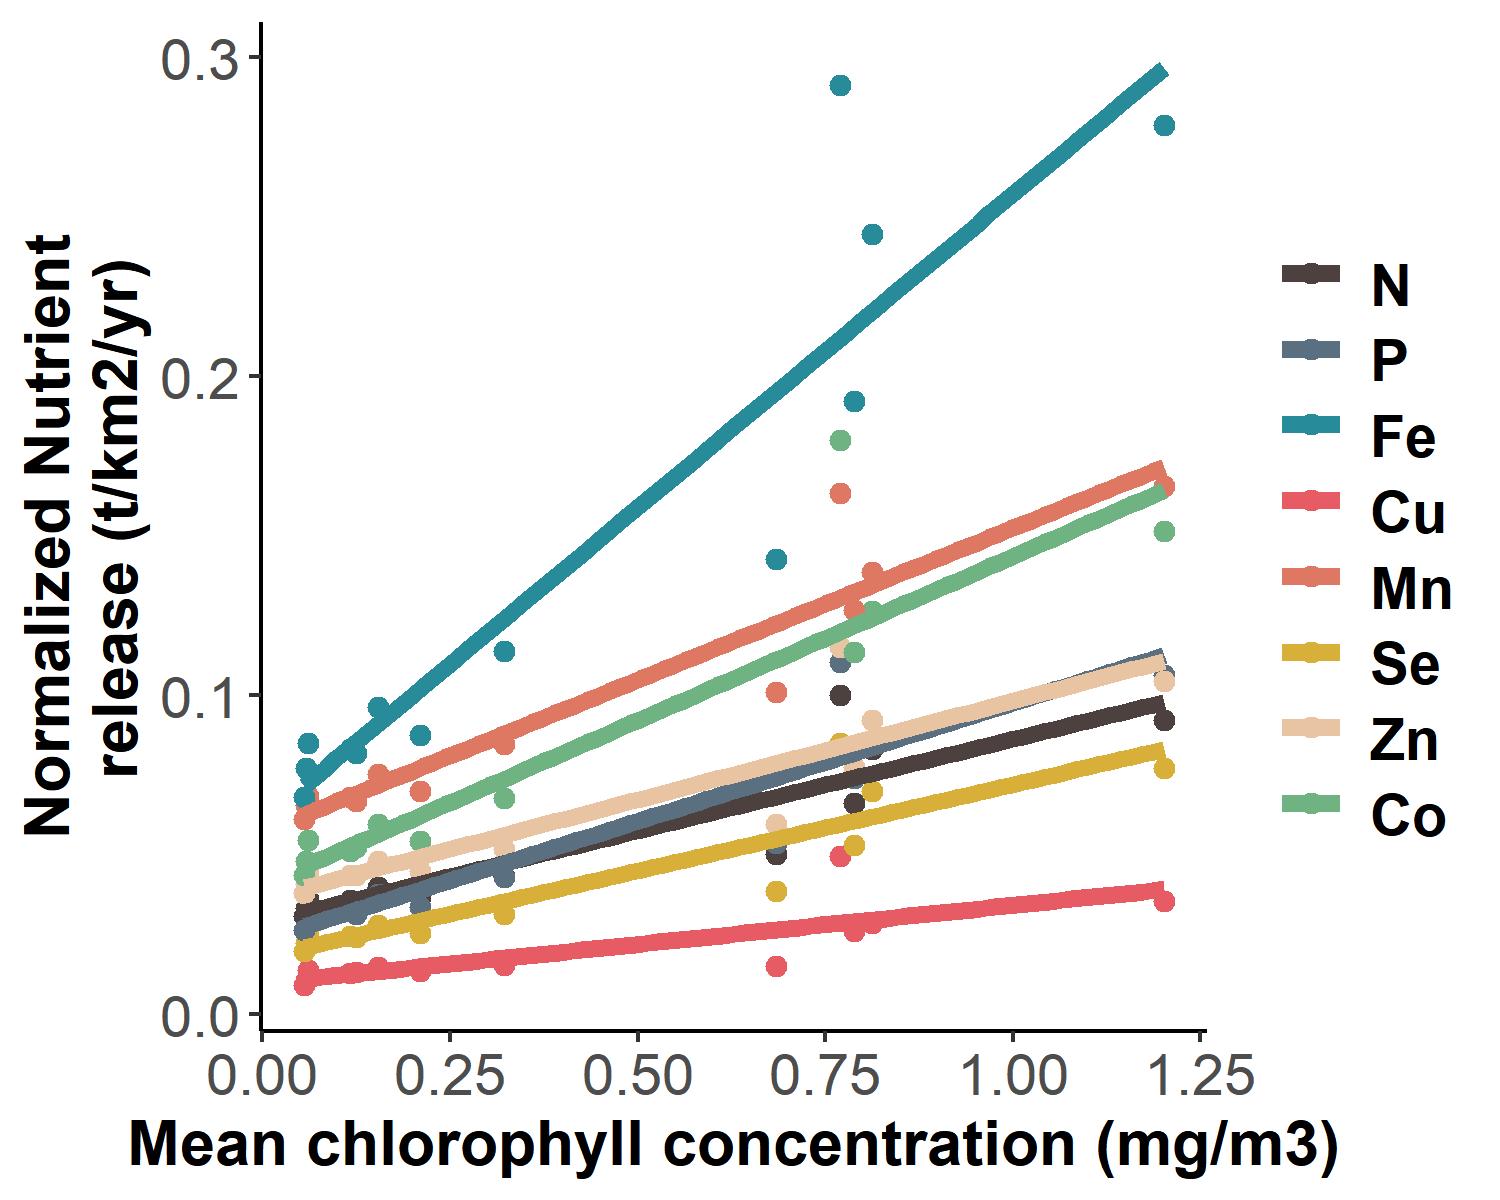 Normalized Nutrient
release (t/km2/yr)
0.3
0.2
0.1
0.0
0.00 0.25 0.50 0.75 1.00 1.25
Mean chlorophyll concentration (mg/m3)
N
P
Fe
Cu
Mn
Se
Zn
Co